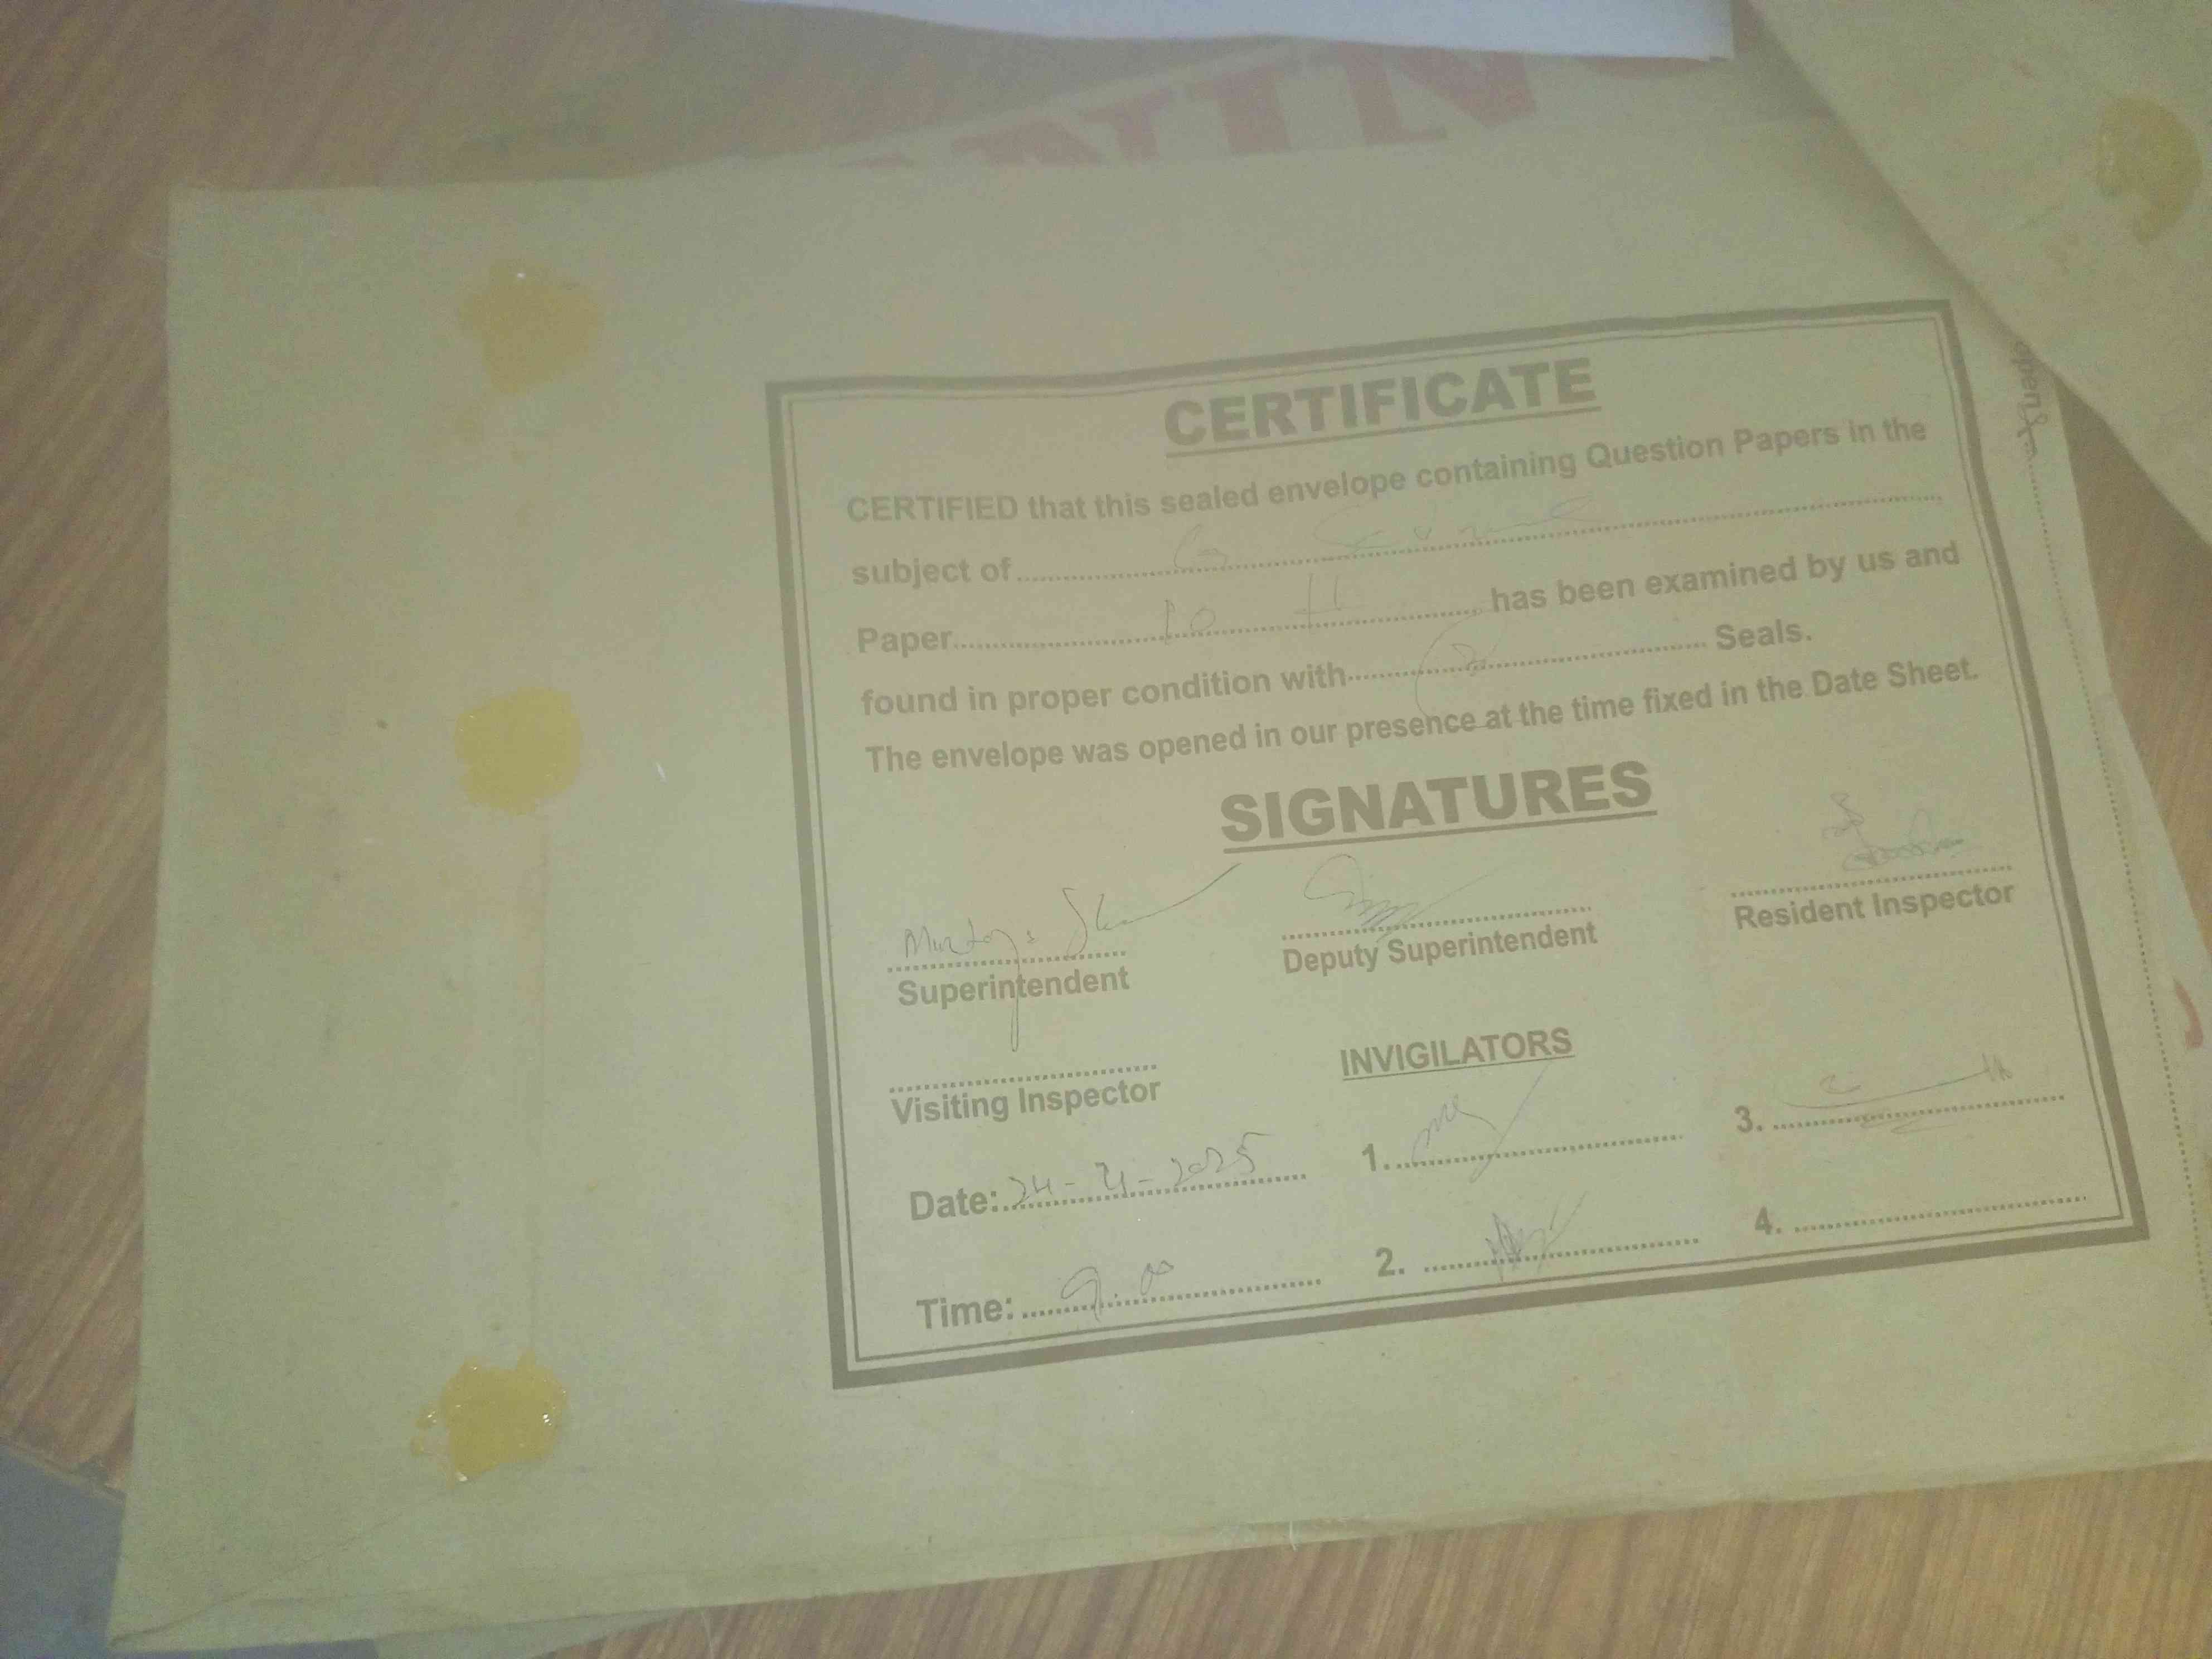 CERTIFICATE
CERTIFIED that this sealed envelope containing Question Papers in the
subject of G
Paper 10 th has been examined by us and
found in proper condition with Seals.
The envelope was opened in our presence at the time fixed in the Date Sheet.
SIGNATURES
Superintendent
Deputy Superintendent
Resident Inspector
Visiting Inspector
INVIGILATORS
Date: 24-4-2025
1.
3.
Time: 9.00
2.
4.